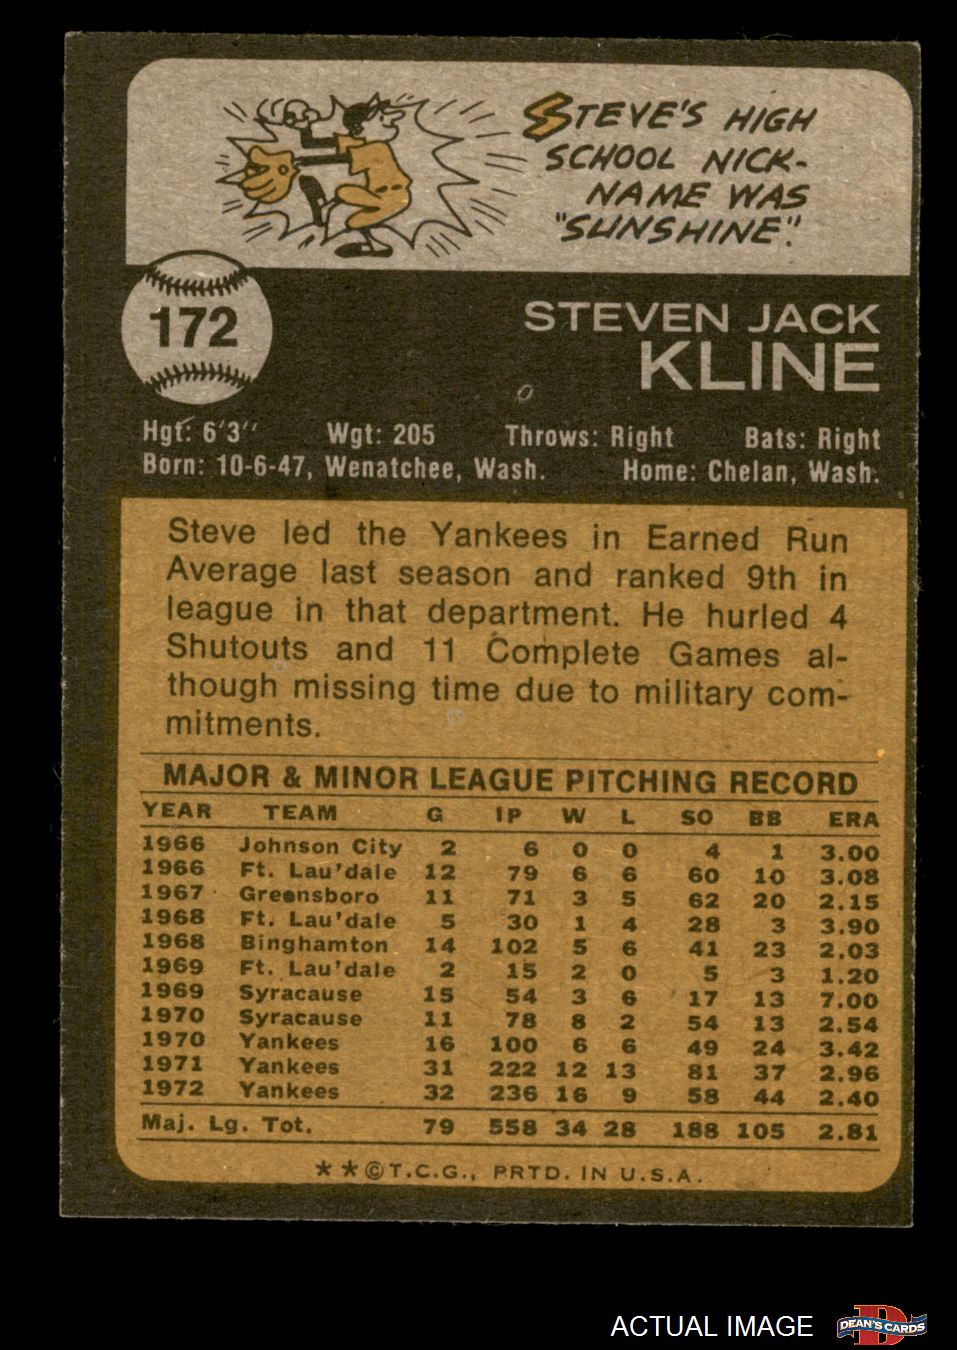 STEVE'S HIGH
SCHOOL NICK-
NAME WAS
"SUNSHINE".
172
STEVEN JACK
KLINE
Hgt: 6'3'' Wgt: 205 Throws: Right Bats: Right
Born: 10-6-47, Wenatchee, Wash. Home: Chelan, Wash.
Steve led the Yankees in Earned Run
Average last season and ranked 9th in
league in that department. He hurled 4
Shutouts and 11 Complete Games al-
though missing time due to military com-
mitments.
MAJOR & MINOR LEAGUE PITCHING RECORD
YEAR TEAM G IP W L SO BB ERA
1966 Johnson City 2 6 0 0 4 1 3.00
1966 Ft. Lau'dale 12 79 6 6 60 10 3.08
1967 Greensboro 11 71 3 5 62 20 2.15
1968 Ft. Lau'dale 5 30 1 4 28 3 3.90
1968 Binghamton 14 102 5 6 41 23 2.03
1969 Ft. Lau'dale 2 15 2 0 5 3 1.20
1969 Syracause 15 54 3 6 17 13 7.00
1970 Syracause 11 78 8 2 54 13 2.54
1970 Yankees 16 100 6 6 49 24 3.42
1971 Yankees 31 222 12 13 81 37 2.96
1972 Yankees 32 236 16 9 58 44 2.40
Maj. Lg. Tot. 79 558 34 28 188 105 2.81
**©T.C.G., PRTD. IN U.S.A.
ACTUAL IMAGE
D
DEAN'S CARDS